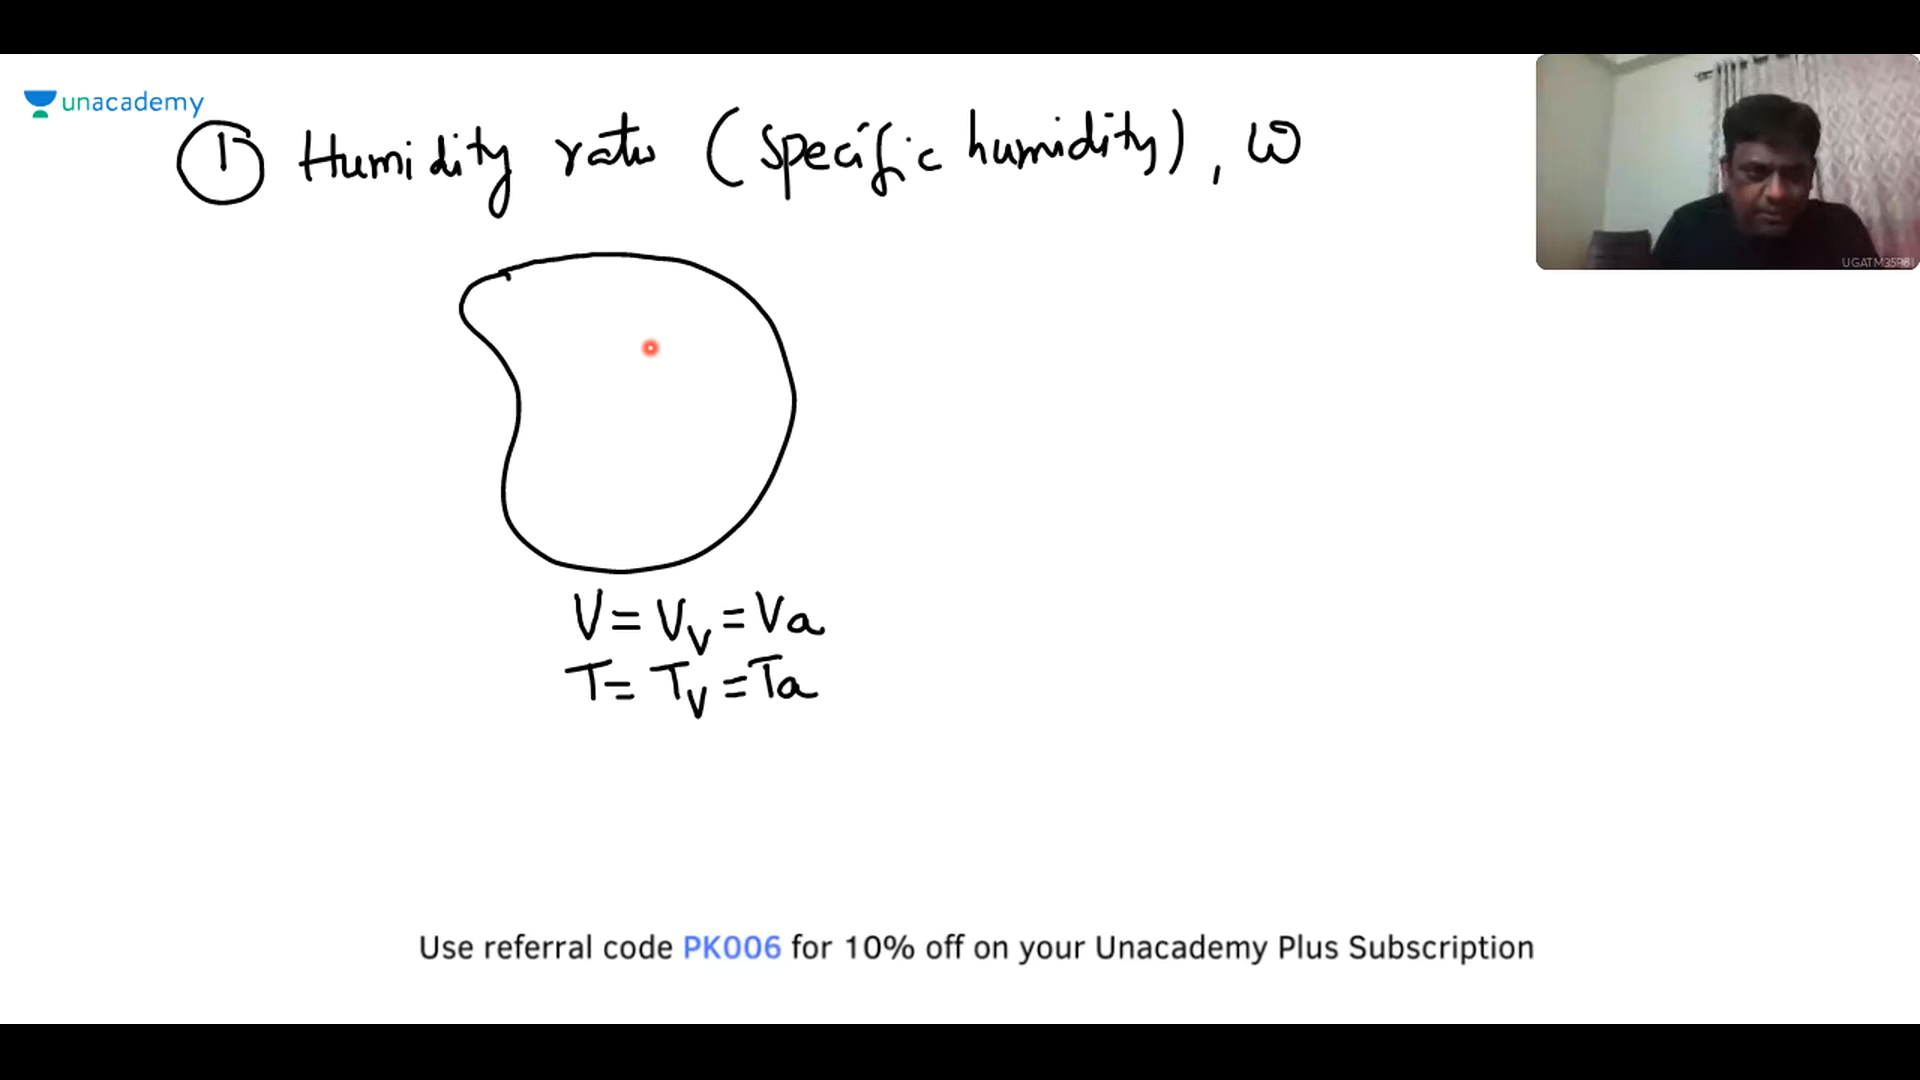 unacademy
① Humidity ratio (specific humidity), ω
V = Vᵥ = Va
T = Tᵥ = Ta
UGATM35981
Use referral code PK006 for 10% off on your Unacademy Plus Subscription